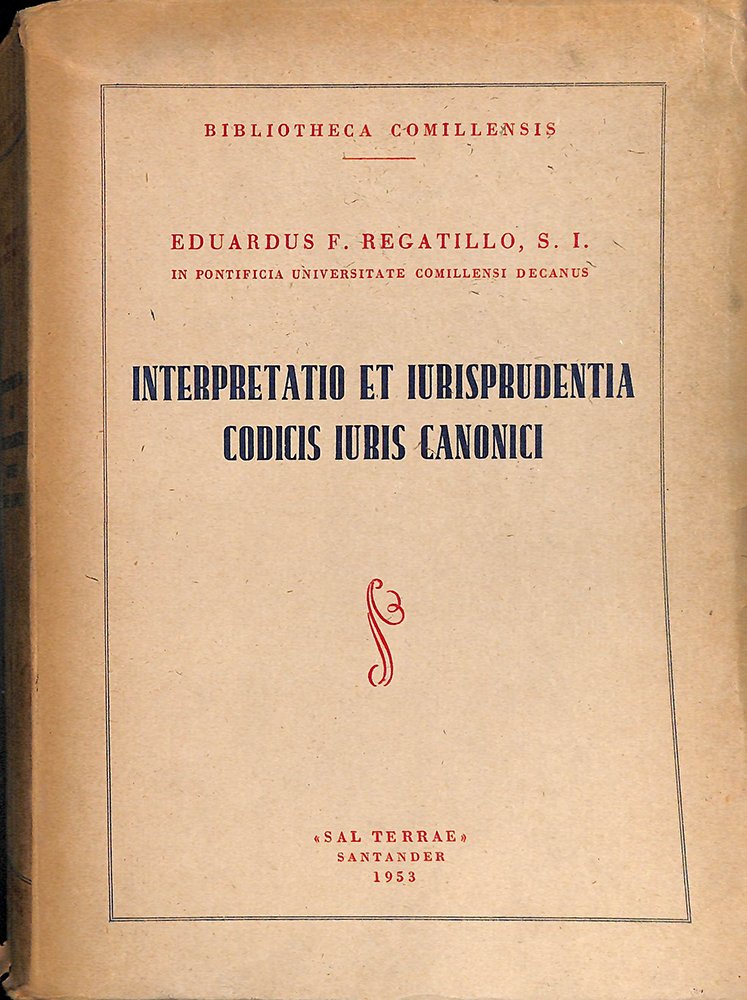 BIBLIOTHECA COMILLENSIS
EDUARDUS F. REGATILLO, S. I.
IN PONTIFICIA UNIVERSITATE COMILLENSI DECANUS
INTERPRETATIO ET IURISPRUDENTIA
CODICIS IURIS CANONICI
«SAL TERRAE»
SANTANDER
1953